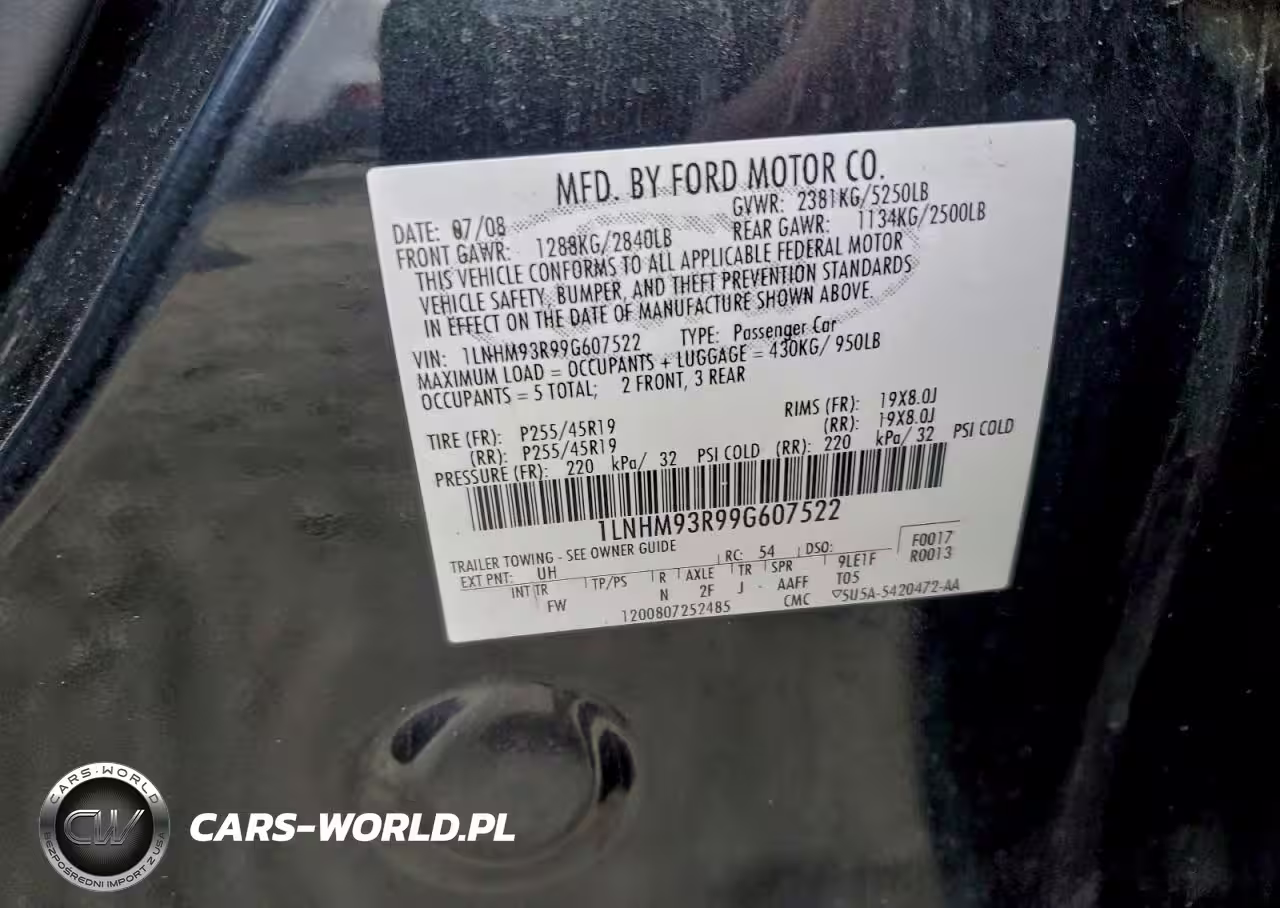 MFD. BY FORD MOTOR CO.
DATE: 07/08 GVWR: 2381KG/5250LB
FRONT GAWR: 1288KG/2840LB REAR GAWR: 1134KG/2500LB
THIS VEHICLE CONFORMS TO ALL APPLICABLE FEDERAL MOTOR
VEHICLE SAFETY, BUMPER, AND THEFT PREVENTION STANDARDS
IN EFFECT ON THE DATE OF MANUFACTURE SHOWN ABOVE
VIN: 1LNHM93R99G607522 TYPE: Passenger Car
MAXIMUM LOAD = OCCUPANTS + LUGGAGE = 430KG/ 950LB
OCCUPANTS = 5 TOTAL; 2 FRONT, 3 REAR
TIRE (FR): P255/45R19 RIMS (FR): 19X8.0J
(RR): P255/45R19 (RR): 19X8.0J
PRESSURE (FR): 220 kPa/ 32 PSI COLD (RR): 220 kPa/ 32 PSI COLD
1LNHM93R99G607522
TRAILER TOWING - SEE OWNER GUIDE
EXT PNT: UH RC: 54 DSO: F0017
INT TR TP/PS R AXLE TR SPR 9LE1F R0013
FW N 2F J - AAFF T05
1200807252485 CMC ▽5U5A-5420472-AA
CARS-WORLD
CW
BEZPOŚREDNI IMPORT Z USA
CARS-WORLD.PL